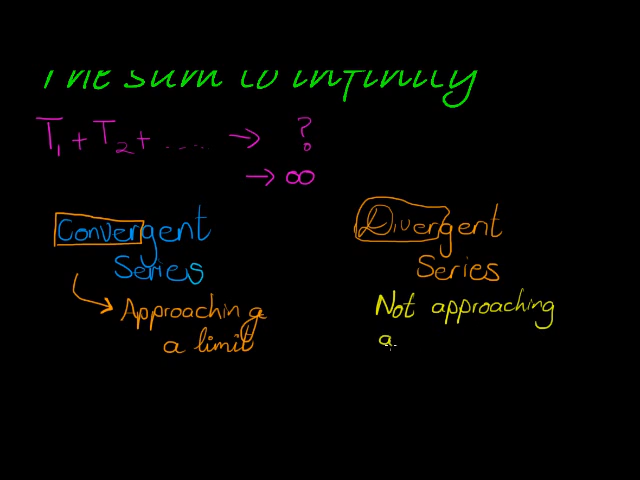 The sum to infinity
T₁ + T₂ + ..... → ?
→ ∞
Convergent
Series
Approaching
a limit
Divergent
Series
Not approaching
a